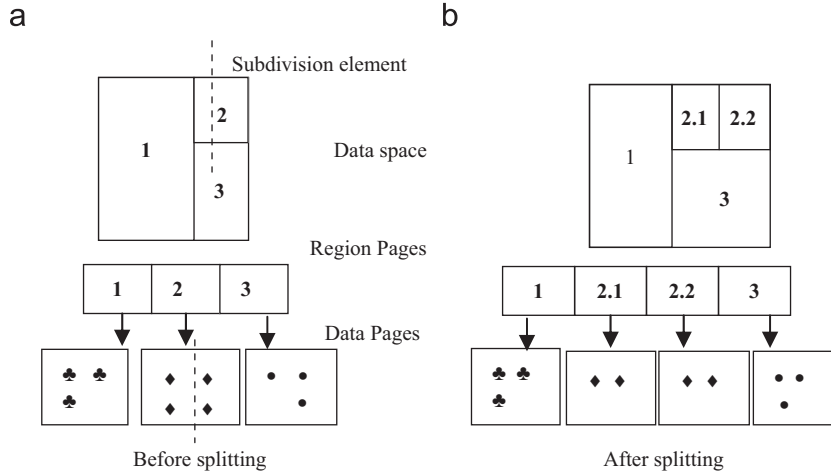 a
b
Subdivision element
2
2.1 2.2
1
Data space
1
3
3
Region Pages
1 2 3
1 2.1 2.2 3
Data Pages
Before splitting
After splitting